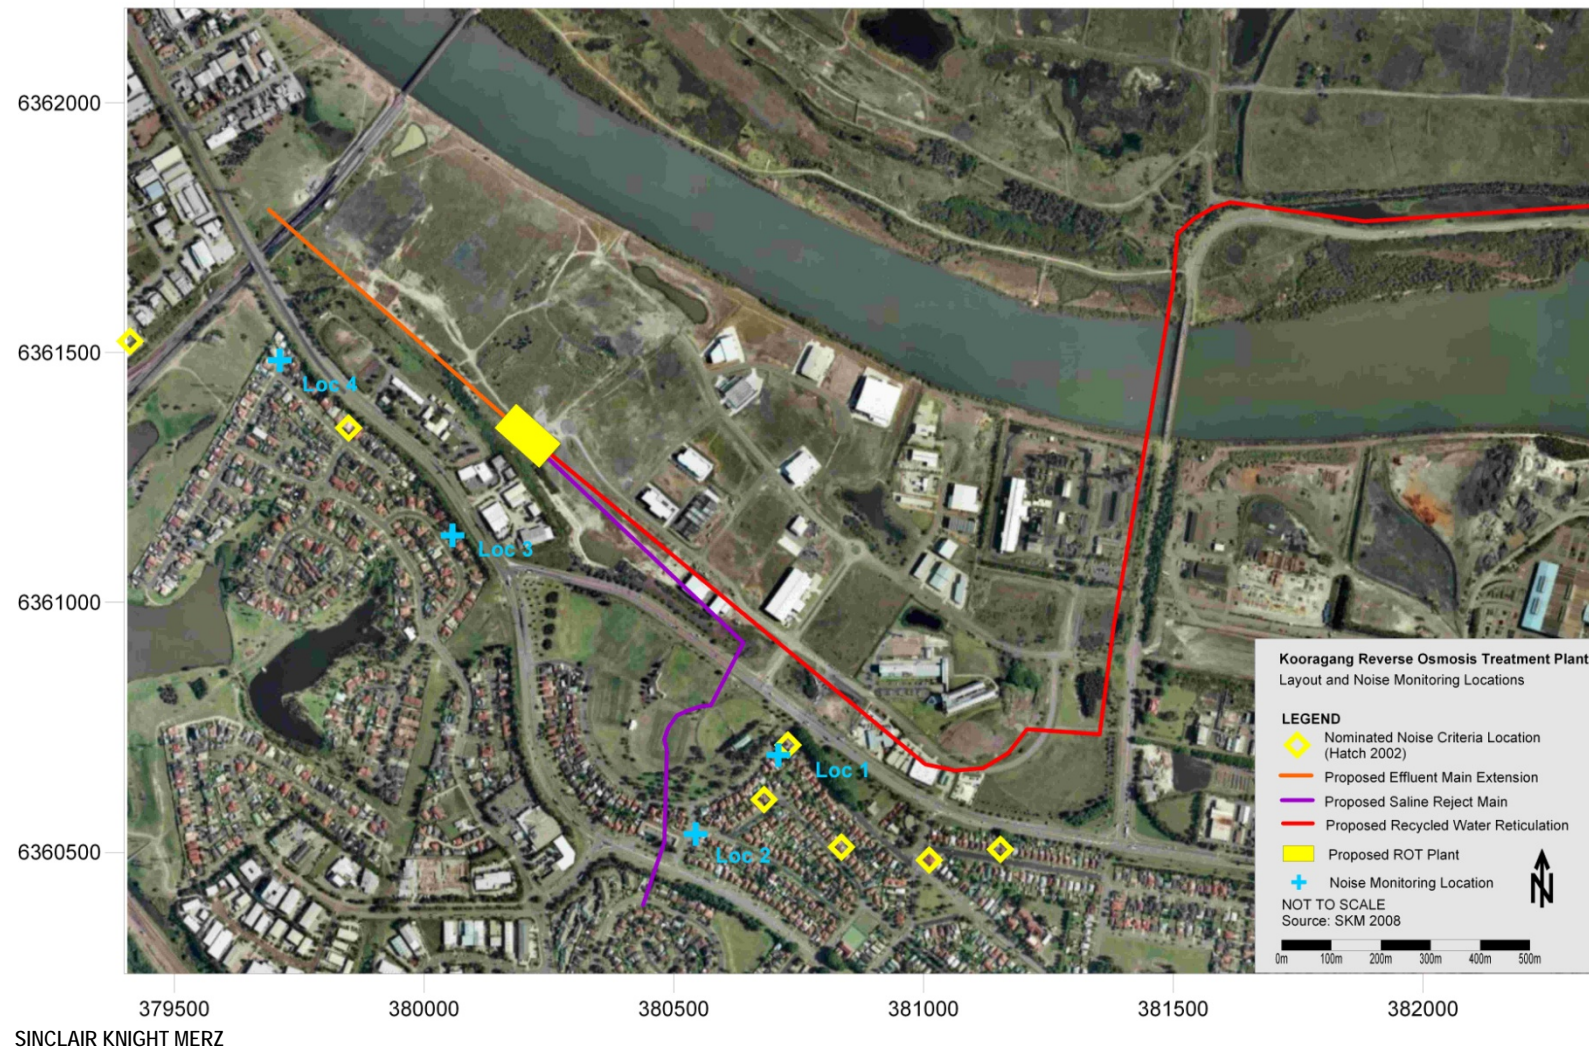 6362000
6361500
6361000
6360500
Loc 4
Loc 3
Loc 1
Loc 2
Kooragang Reverse Osmosis Treatment Plant
Layout and Noise Monitoring Locations
LEGEND
Nominated Noise Criteria Location
(Hatch 2002)
Proposed Effluent Main Extension
Proposed Saline Reject Main
Proposed Recycled Water Reticulation
Proposed ROT Plant
Noise Monitoring Location
N
NOT TO SCALE
Source: SKM 2008
0m 100m 200m 300m 400m 500m
379500 380000 380500 381000 381500 382000
SINCLAIR KNIGHT MERZ